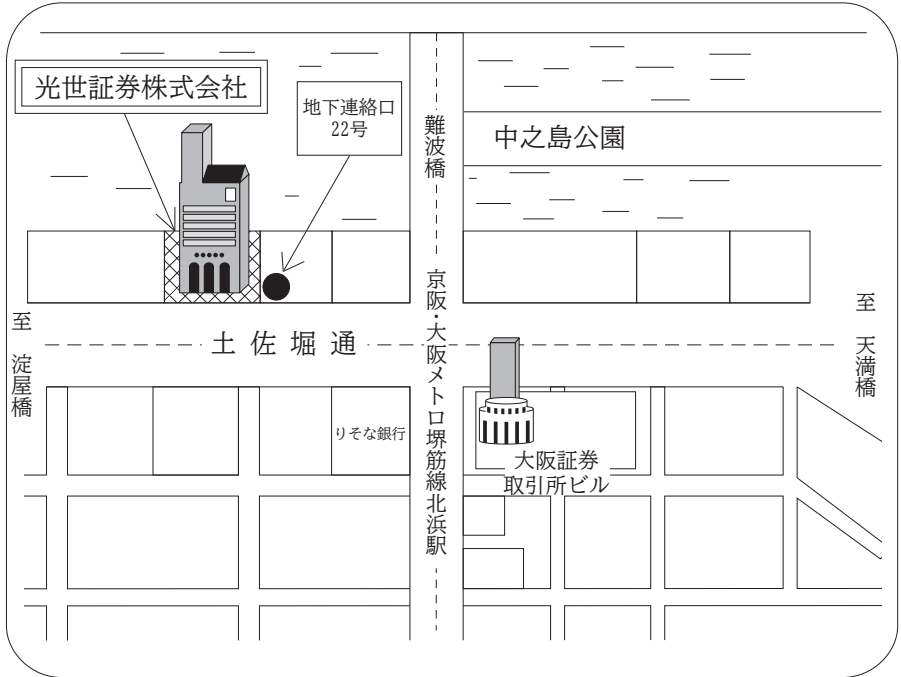 光世証券株式会社
地下連絡口
22号
難波橋
中之島公園
京阪・大阪メトロ堺筋線北浜駅
至 淀屋橋
土佐堀通
至 天満橋
りそな銀行
大阪証券
取引所ビル